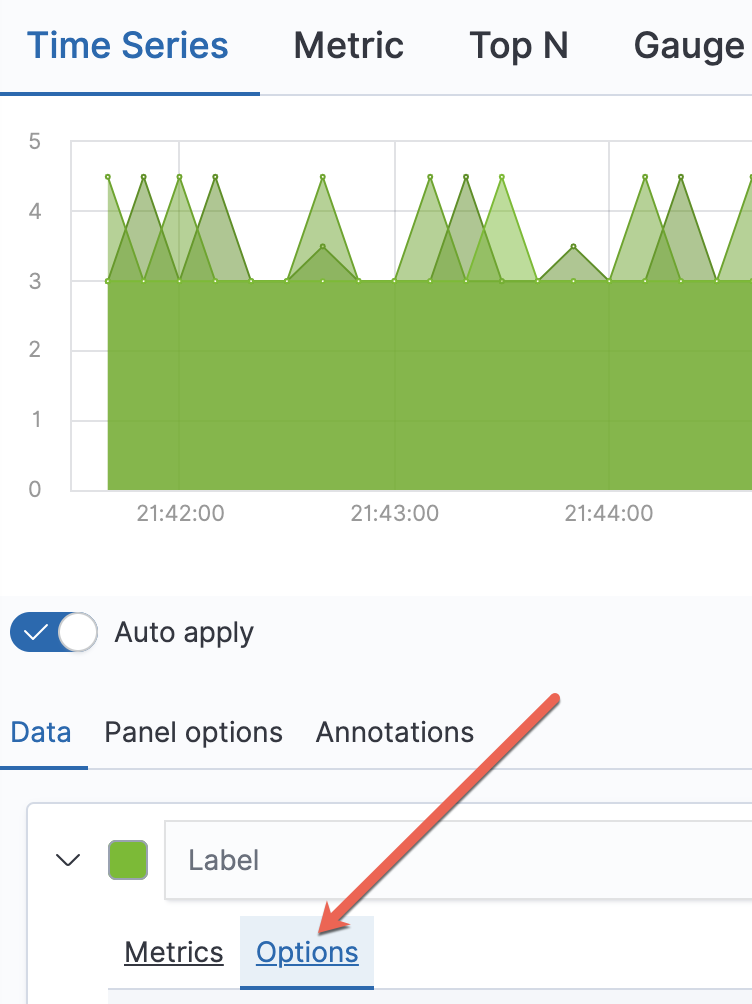 Time Series Metric Top N Gauge
5
4
3
2
1
0
21:42:00 21:43:00 21:44:00
Auto apply
Data Panel options Annotations
Label
Metrics Options